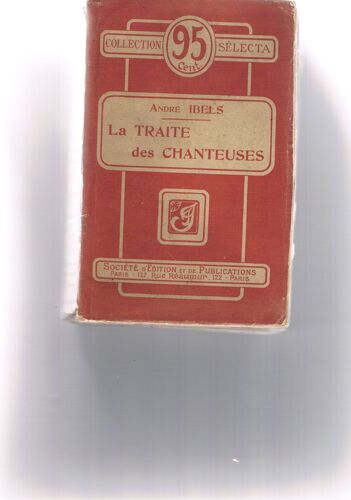 COLLECTION 95 SÉLECTA
Cent.
ANDRÉ IBELS
LA TRAITE
des CHANTEUSES
SOCIÉTÉ D'ÉDITION ET DE PUBLICATIONS
PARIS - 122, Rue Réaumur, 122 - PARIS